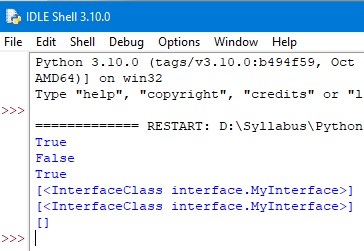 IDLE Shell 3.10.0
File Edit Shell Debug Options Window Help
Python 3.10.0 (tags/v3.10.0:b494f59, Oct
AMD64)] on win32
Type "help", "copyright", "credits" or "l
>>>
============= RESTART: D:\Syllabus\Python
True
False
True
[<InterfaceClass interface.MyInterface>]
[<InterfaceClass interface.MyInterface>]
[]
>>>